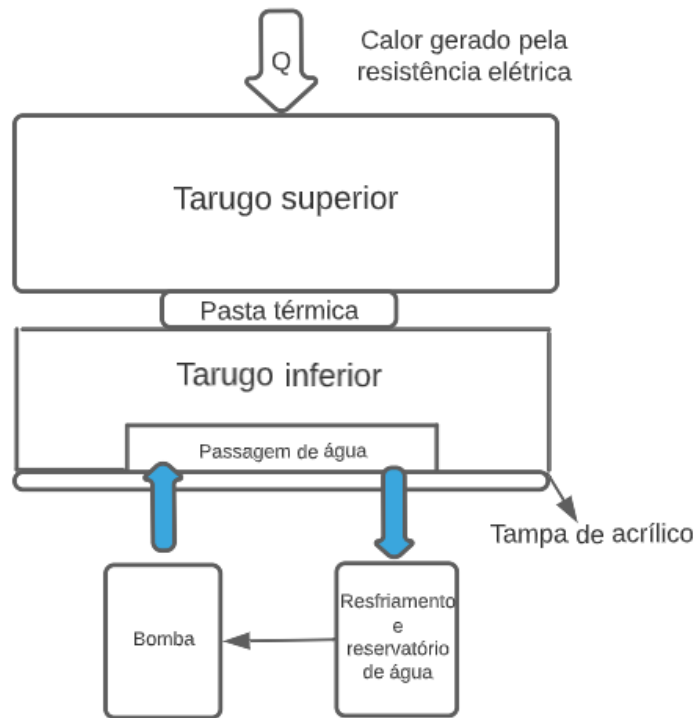 Q
Calor gerado pela
resistência elétrica
Tarugo superior
Pasta térmica
Tarugo inferior
Passagem de água
Tampa de acrílico
Bomba
Resfriamento
e
reservatório
de água